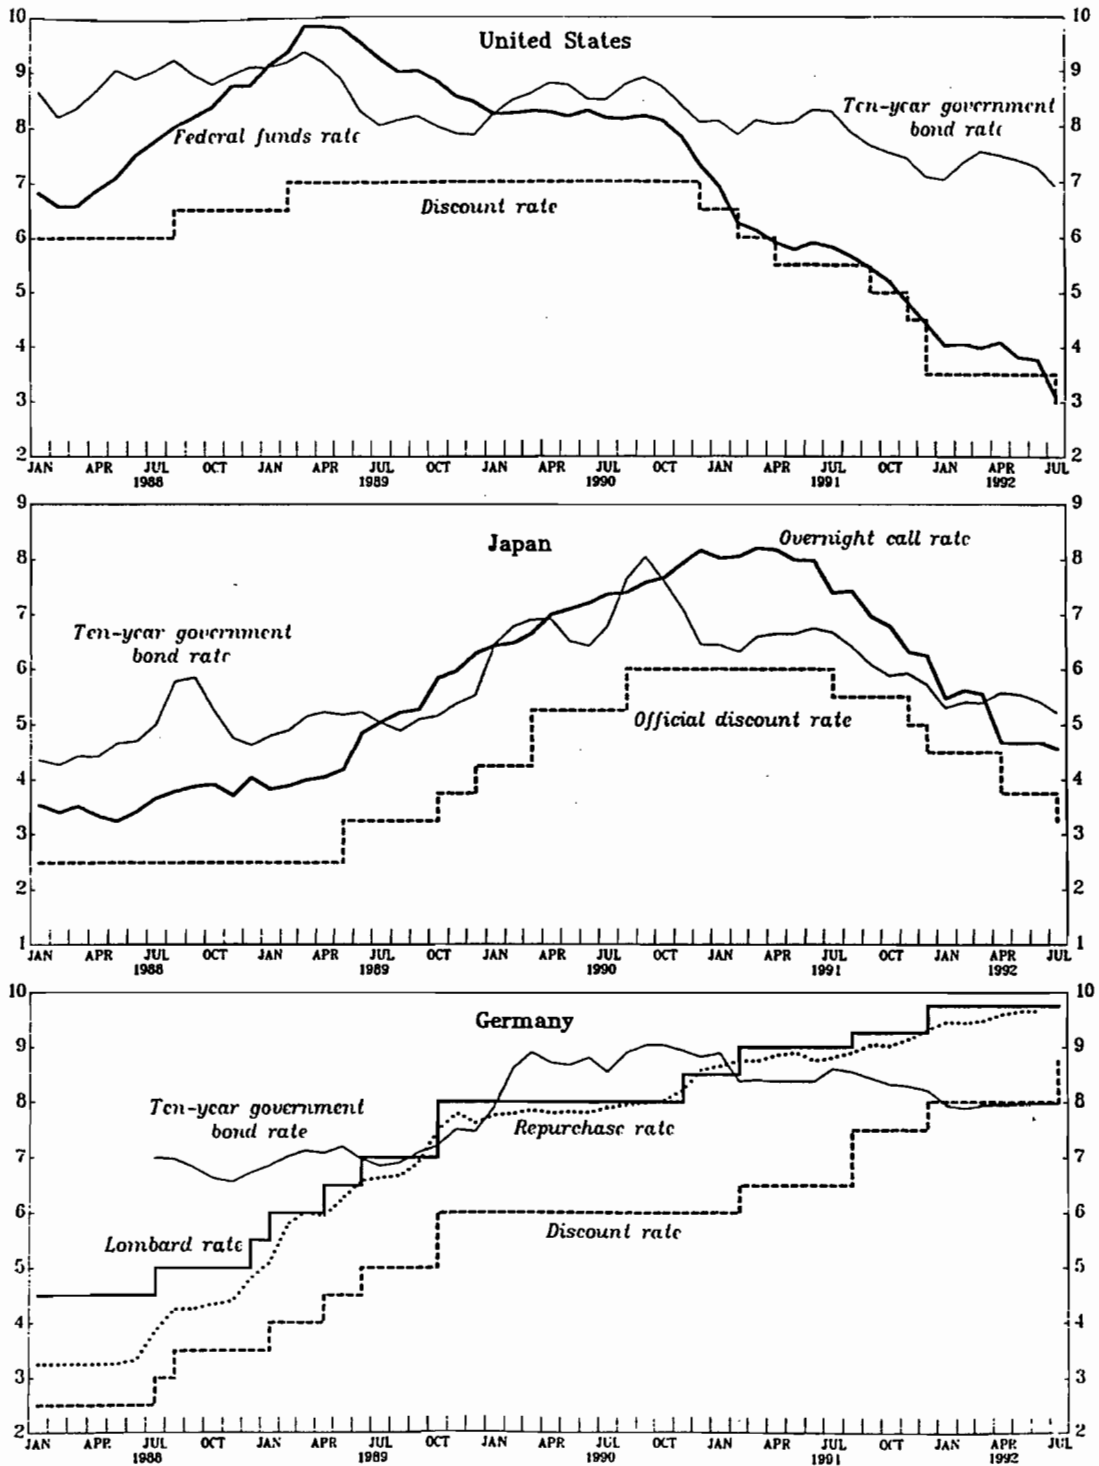 United States
10
9
8
7
6
5
4
3
2
10
9
8
7
6
5
4
3
2
Federal funds rate
Ten-year government
bond rate
Discount rate
JAN APR JUL OCT JAN APR JUL OCT JAN APR JUL OCT JAN APR JUL OCT JAN APR JUL
1988 1989 1990 1991 1992
Japan
9
8
7
6
5
4
3
2
1
9
8
7
6
5
4
3
2
1
Overnight call rate
Ten-year government
bond rate
Official discount rate
JAN APR JUL OCT JAN APR JUL OCT JAN APR JUL OCT JAN APR JUL OCT JAN APR JUL
1988 1989 1990 1991 1992
Germany
10
9
8
7
6
5
4
3
2
10
9
8
7
6
5
4
3
2
Ten-year government
bond rate
Repurchase rate
Lombard rate
Discount rate
JAN APR JUL OCT JAN APR JUL OCT JAN APR JUL OCT JAN APR JUL OCT JAN APR JUL
1988 1989 1990 1991 1992